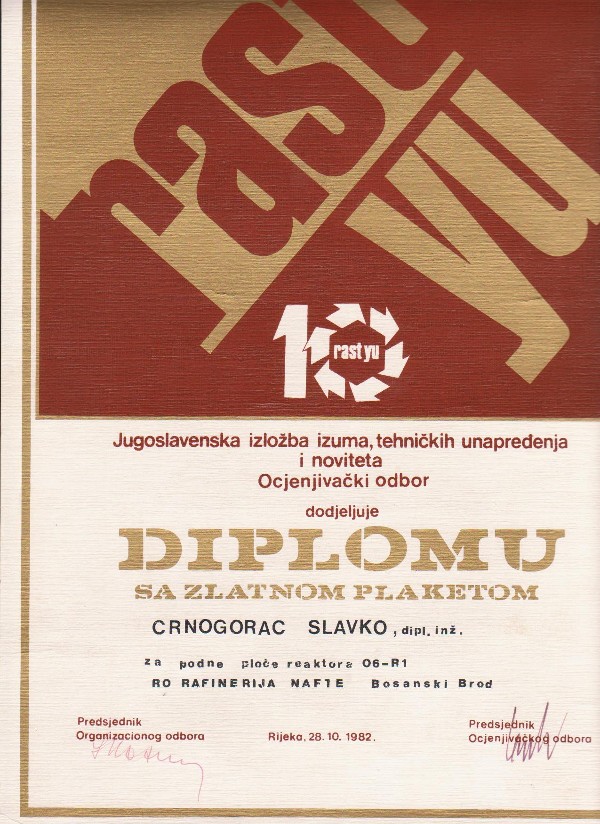 rast
yu
10
rast yu
Jugoslavenska izložba izuma, tehničkih unapređenja
i noviteta
Ocjenjivački odbor
dodjeljuje
DIPLOMU
SA ZLATNOM PLAKETOM
CRNOGORAC SLAVKO, dipl. inž.
za podne ploče reaktora 06-R1
RO RAFINERIJA NAFTE Bosanski Brod
Predsjednik
Organizacionog odbora
Rijeka, 28. 10. 1982.
Predsjednik
Ocjenjivačkog odbora